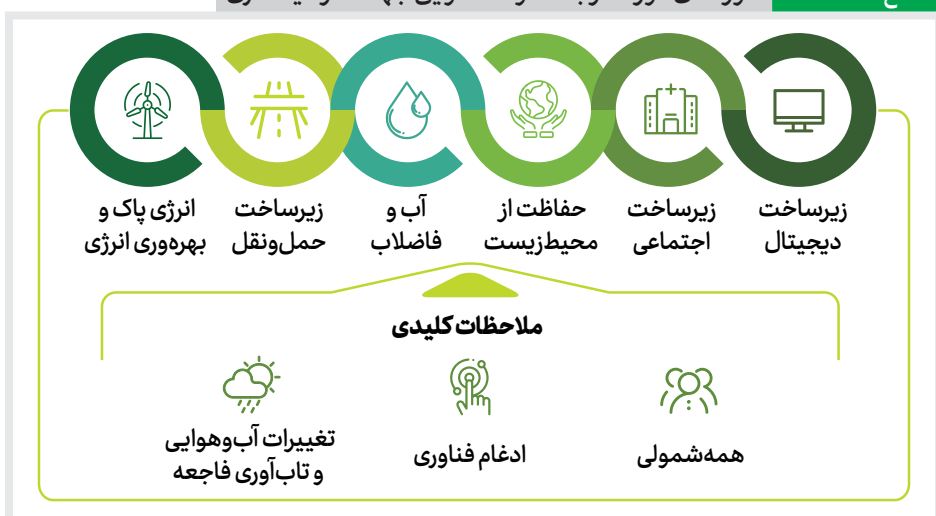 زیرساخت دیجیتال
زیرساخت اجتماعی
حفاظت از محیط‌زیست
آب و فاضلاب
زیرساخت حمل‌ونقل
انرژی پاک و بهره‌وری انرژی
ملاحظات کلیدی
همه‌شمولی
ادغام فناوری
تغییرات آب‌وهوایی
و تاب‌آوری فاجعه